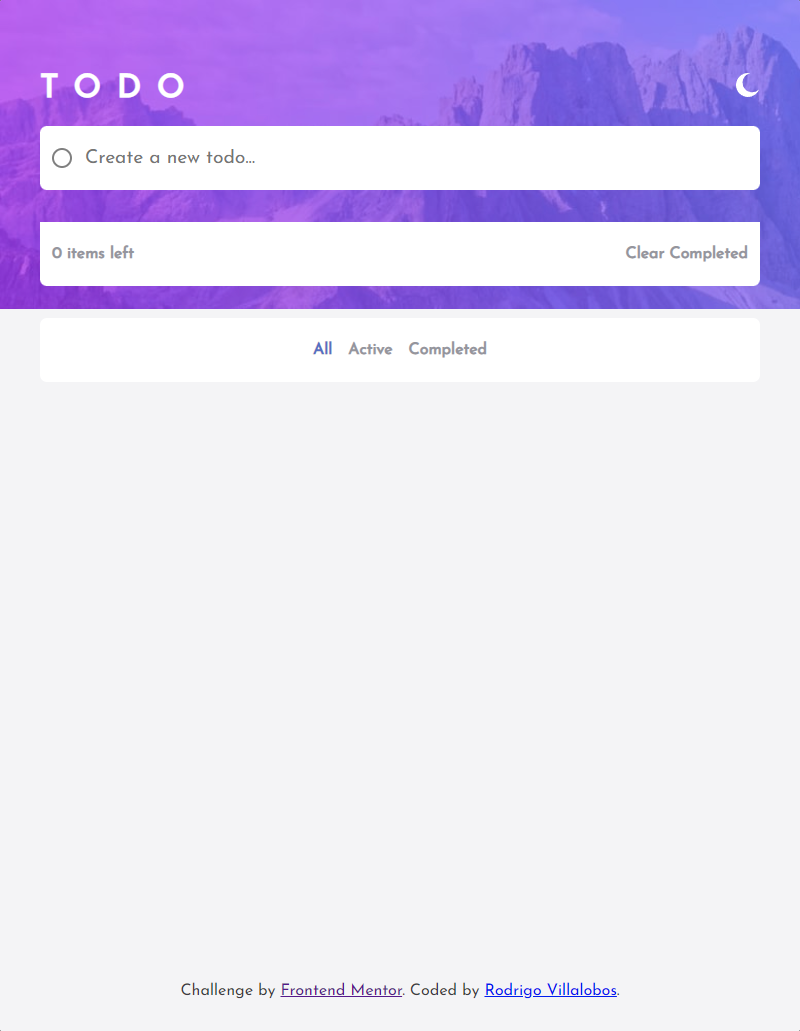 TODO
Create a new todo...
0 items left Clear Completed
All Active Completed
Challenge by Frontend Mentor. Coded by Rodrigo Villalobos.